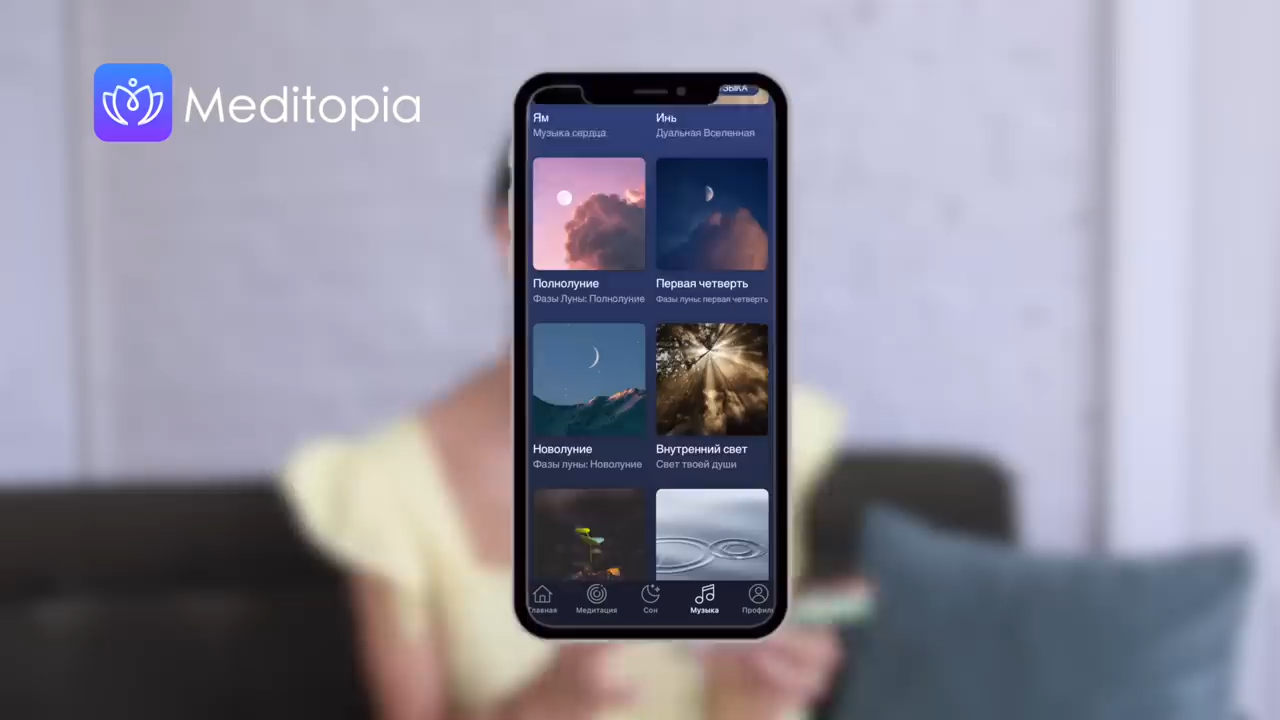 Meditopia
ЗЫКА
Ям
Инь
Музыка сердца
Дуальная Вселенная
Полнолуние
Первая четверть
Фазы Луны: Полнолуние
Фазы луны: первая четверть
Новолуние
Внутренний свет
Фазы луны: Новолуние
Свет твоей души
Главная
Медитация
Сон
Музыка
Профиль